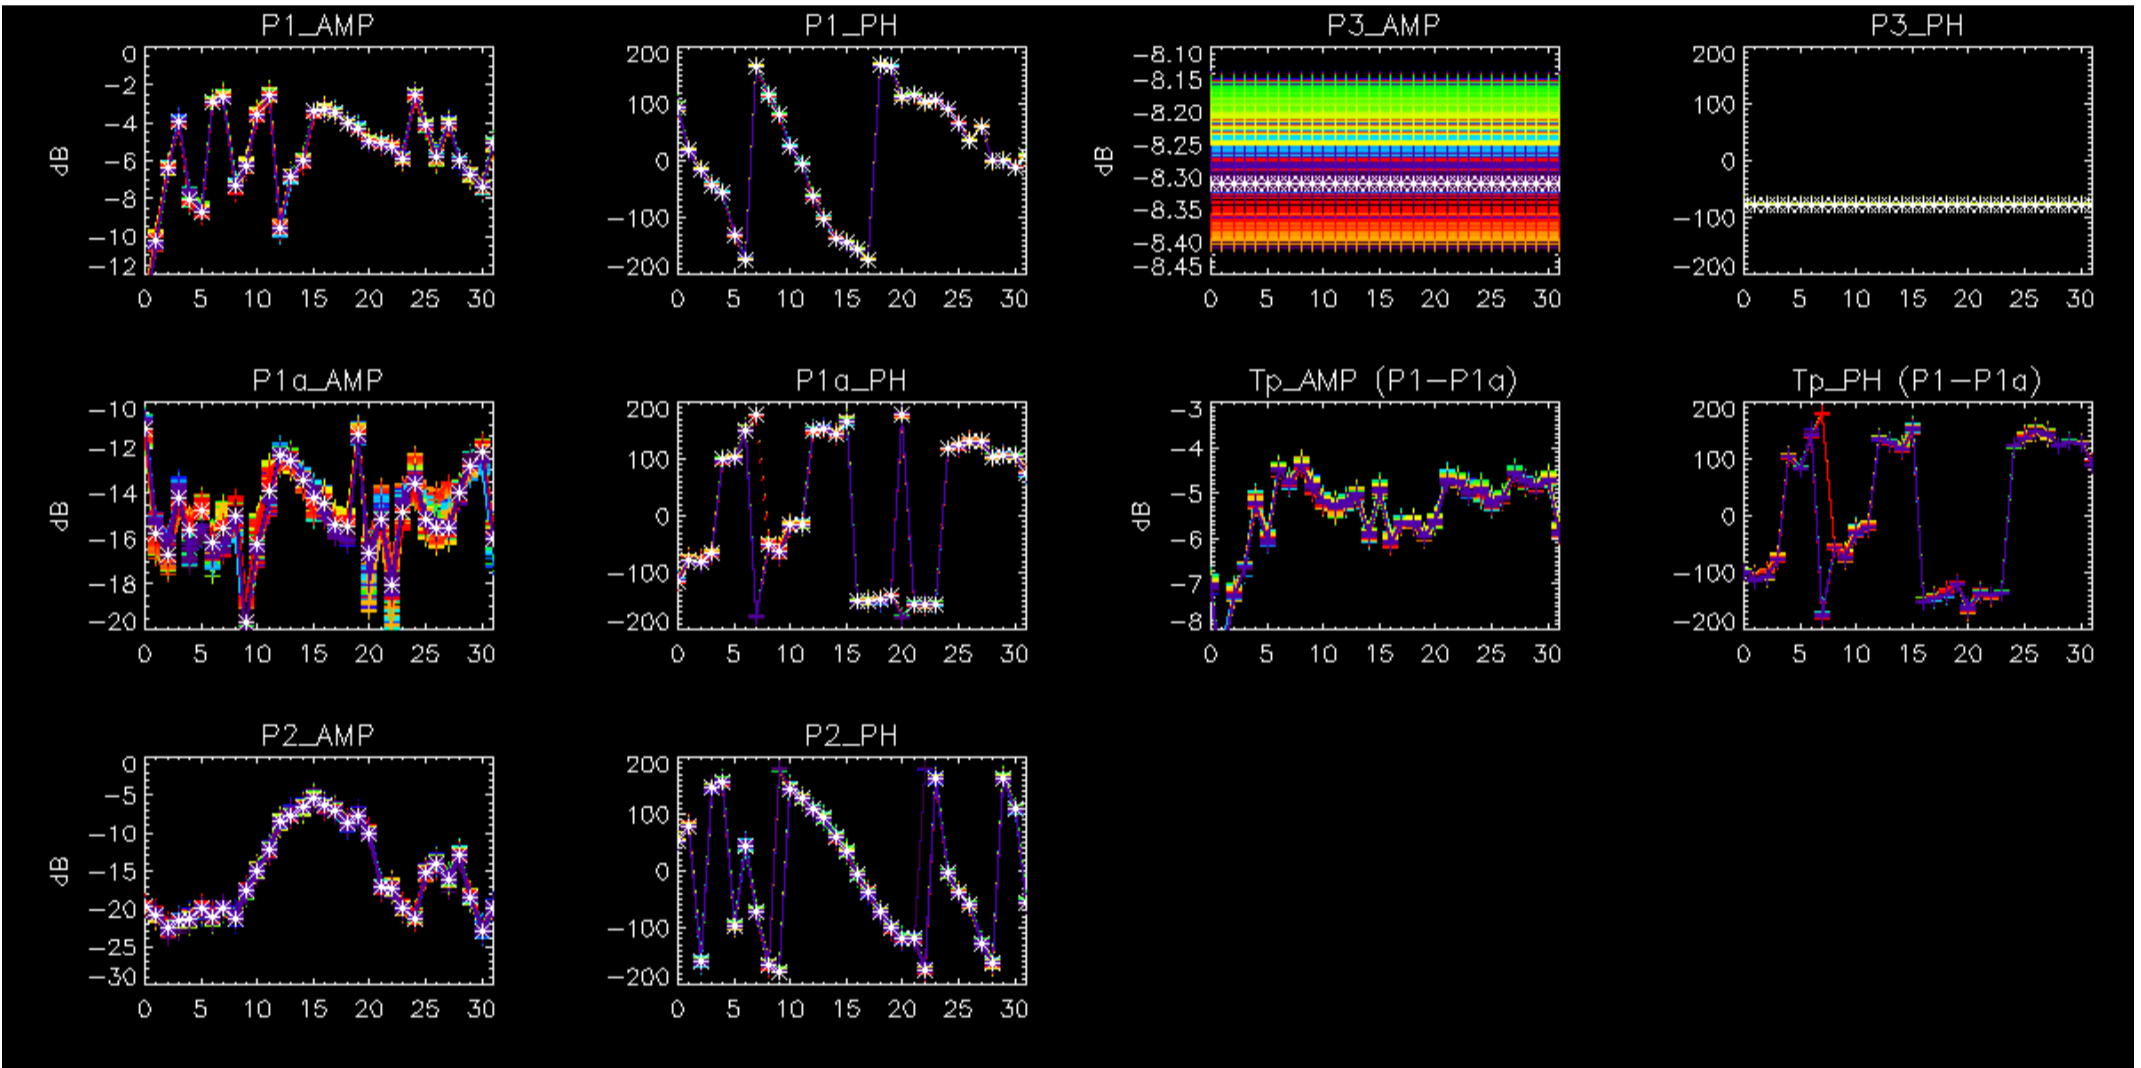 P1_AMP
0
-2
-4
-6
-8
-10
-12
dB
0 5 10 15 20 25 30
P1_PH
200
100
0
-100
-200
0 5 10 15 20 25 30
P3_AMP
-8.10
-8.15
-8.20
-8.25
-8.30
-8.35
-8.40
-8.45
dB
0 5 10 15 20 25 30
P3_PH
200
100
0
-100
-200
0 5 10 15 20 25 30
P1a_AMP
-10
-12
-14
-16
-18
-20
dB
0 5 10 15 20 25 30
P1a_PH
200
100
0
-100
-200
0 5 10 15 20 25 30
Tp_AMP (P1-P1a)
-3
-4
-5
-6
-7
-8
dB
0 5 10 15 20 25 30
Tp_PH (P1-P1a)
200
100
0
-100
-200
0 5 10 15 20 25 30
P2_AMP
0
-5
-10
-15
-20
-25
-30
dB
0 5 10 15 20 25 30
P2_PH
200
100
0
-100
-200
0 5 10 15 20 25 30